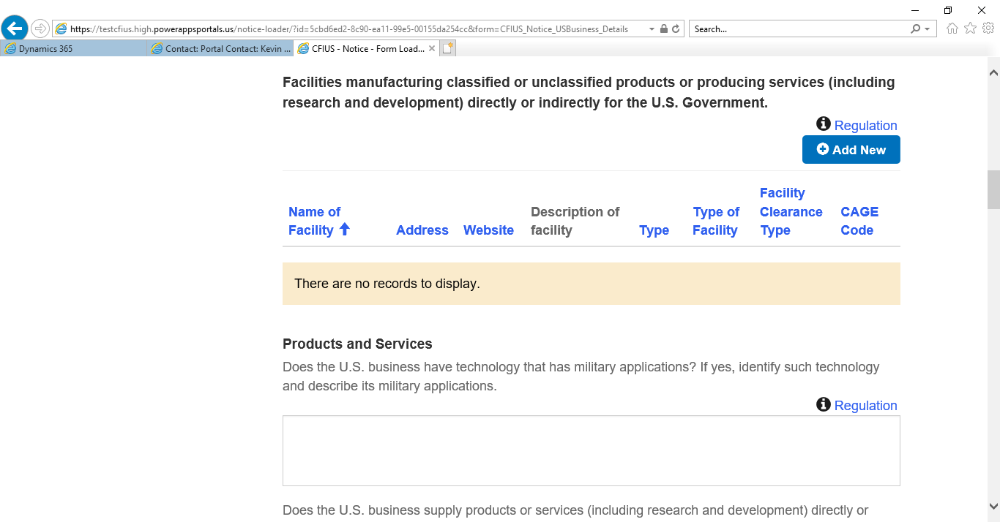 https://testcfius.high.powerappsportals.us/notice-loader/?id=5cbd6ed2-8c90-ea11-99e5-00155da254cc&form=CFIUS_Notice_USBusiness_Details
Search...
Dynamics 365
Contact: Portal Contact: Kevin ...
CFIUS - Notice - Form Load...
Facilities manufacturing classified or unclassified products or producing services (including
research and development) directly or indirectly for the U.S. Government.
Regulation
Add New
Name of Facility
Address
Website
Description of facility
Type
Type of Facility
Facility Clearance Type
CAGE Code
There are no records to display.
Products and Services
Does the U.S. business have technology that has military applications? If yes, identify such technology
and describe its military applications.
Regulation
Does the U.S. business supply products or services (including research and development) directly or